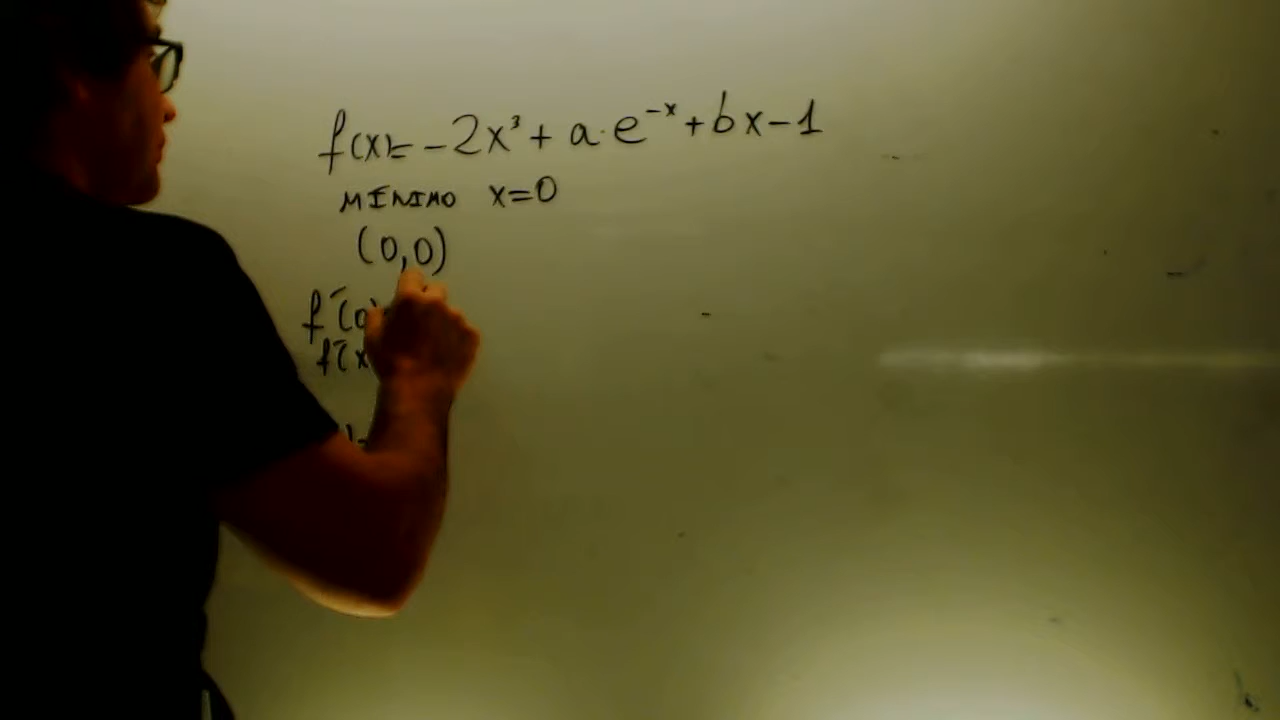 f(x)= -2x³ + a·e^{-x} + bx - 1
MÍNIMO x=0
(0,0)
f'(0)
f'(x